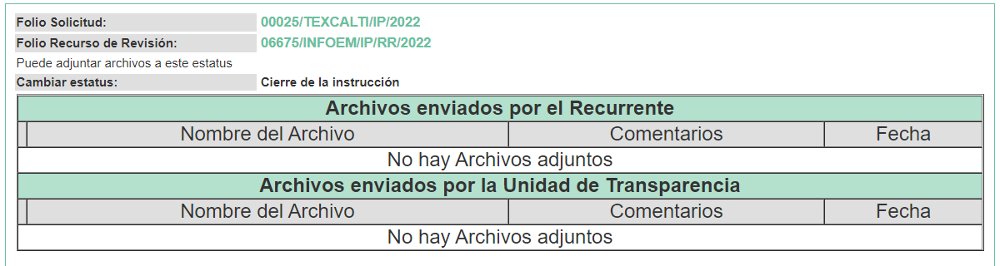 Folio Solicitud: 00025/TEXCALTI/IP/2022
Folio Recurso de Revisión: 06675/INFOEM/IP/RR/2022
Puede adjuntar archivos a este estatus
Cambiar estatus: Cierre de la instrucción
Archivos enviados por el Recurrente
Nombre del Archivo Comentarios Fecha
No hay Archivos adjuntos
Archivos enviados por la Unidad de Transparencia
Nombre del Archivo Comentarios Fecha
No hay Archivos adjuntos